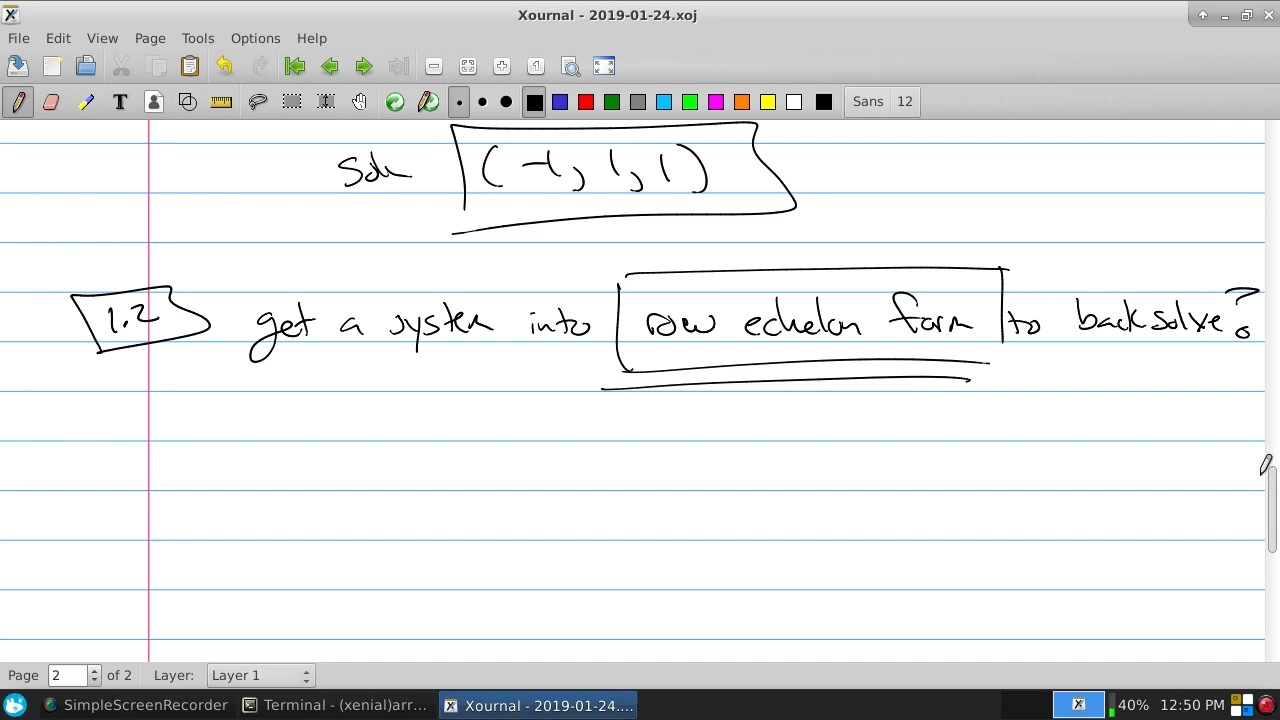 Xournal - 2019-01-24.xoj
File Edit View Page Tools Options Help
Sans 12
Soln (-1, 1, 1)
1.2 get a system into row echelon form to backsolve?
Page 2 of 2 Layer: Layer 1
SimpleScreenRecorder Terminal - (xenial)arr... Xournal - 2019-01-24.... 40% 12:50 PM